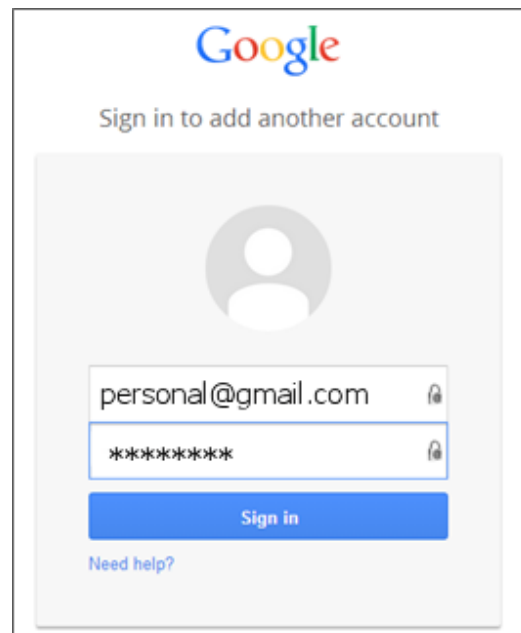 Google
Sign in to add another account
personal@gmail.com
********
Sign in
Need help?